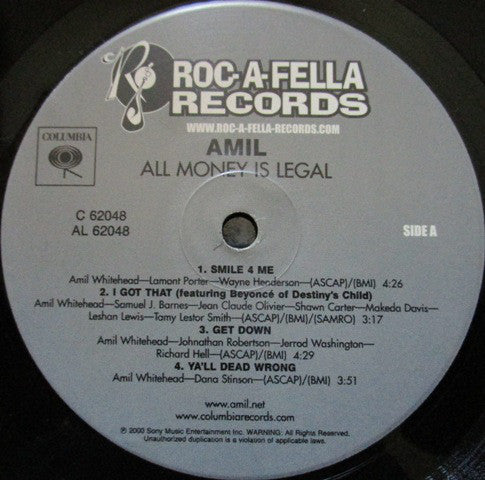 ROC-A-FELLA
RECORDS
WWW.ROC-A-FELLA-RECORDS.COM
COLUMBIA
AMIL
ALL MONEY IS LEGAL
C 62048
AL 62048
SIDE A
1. SMILE 4 ME
Amil Whitehead—Lamont Porter—Wayne Henderson—(ASCAP)/(BMI) 4:26
2. I GOT THAT (featuring Beyoncé of Destiny's Child)
Amil Whitehead—Samuel J. Barnes—Jean Claude Olivier—Shawn Carter—Makeda Davis—
Leshan Lewis—Tamy Lestor Smith—(ASCAP)/(BMI)/(SAMRO) 3:17
3. GET DOWN
Amil Whitehead—Johnathan Robertson—Jerrod Washington—
Richard Hell—(ASCAP)/(BMI) 4:29
4. YA'LL DEAD WRONG
Amil Whitehead—Dana Stinson—(ASCAP)/(BMI) 3:51
www.amil.net
www.columbiarecords.com
℗ 2000 Sony Music Entertainment Inc. WARNING: All Rights Reserved.
Unauthorized duplication is a violation of applicable laws.